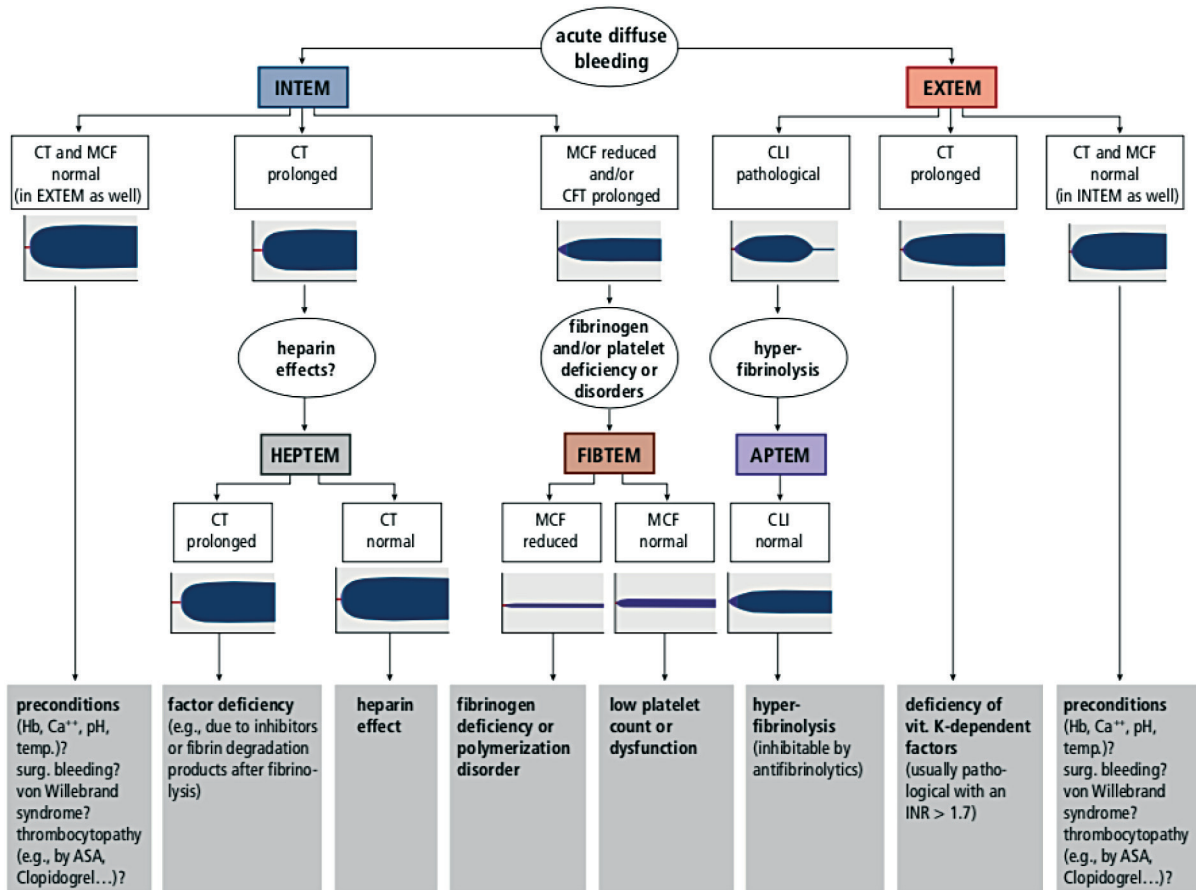 acute diffuse
bleeding
INTEM
EXTEM
CT and MCF
normal
(in EXTEM as well)
CT
prolonged
MCF reduced
and/or
CFT prolonged
CLI
pathological
CT
prolonged
CT and MCF
normal
(in INTEM as well)
heparin
effects?
fibrinogen
and/or platelet
deficiency or
disorders
hyper-
fibrinolysis
HEPTEM
FIBTEM
APTEM
CT
prolonged
CT
normal
MCF
reduced
MCF
normal
CLI
normal
preconditions
(Hb, Ca⁺⁺, pH,
temp.)?
surg. bleeding?
von Willebrand
syndrome?
thrombocytopathy
(e.g., by ASA,
Clopidogrel...)?
factor deficiency
(e.g., due to inhibitors
or fibrin degradation
products after fibrino-
lysis)
heparin
effect
fibrinogen
deficiency or
polymerization
disorder
low platelet
count or
dysfunction
hyper-
fibrinolysis
(inhibitable by
antifibrinolytics)
deficiency of
vit. K-dependent
factors
(usually patho-
logical with an
INR > 1.7)
preconditions
(Hb, Ca⁺⁺, pH,
temp.)?
surg. bleeding?
von Willebrand
syndrome?
thrombocytopathy
(e.g., by ASA,
Clopidogrel...)?